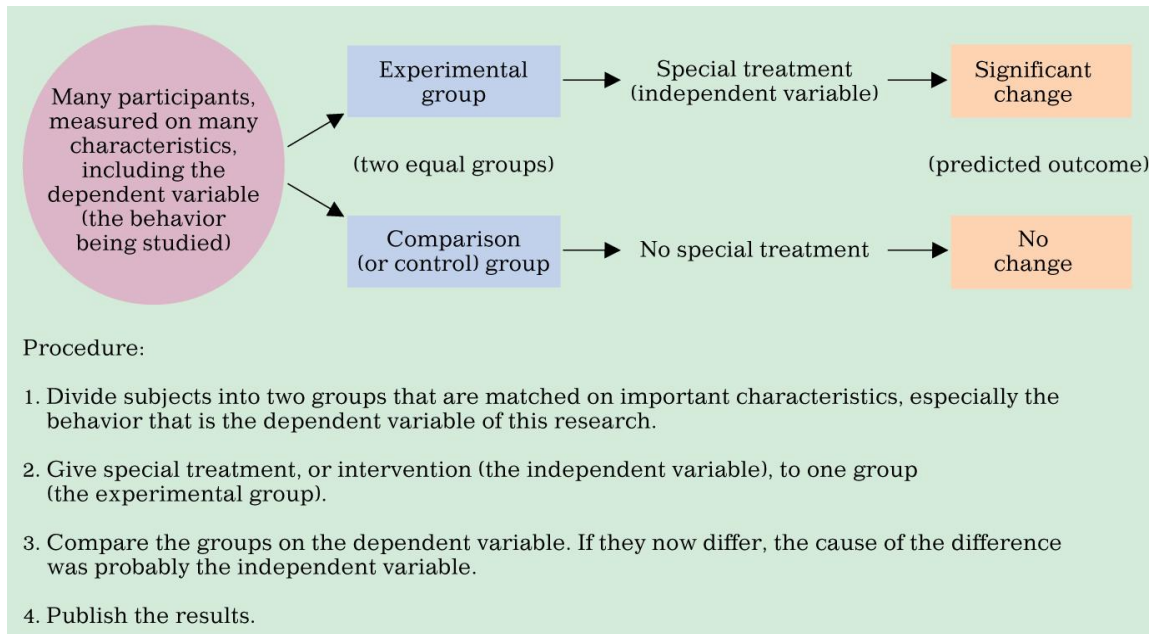 Many participants,
measured on many
characteristics,
including the
dependent variable
(the behavior
being studied)
Experimental
group
Special treatment
(independent variable)
Significant
change
(two equal groups)
(predicted outcome)
Comparison
(or control) group
No special treatment
No
change
Procedure:
1. Divide subjects into two groups that are matched on important characteristics, especially the
behavior that is the dependent variable of this research.
2. Give special treatment, or intervention (the independent variable), to one group
(the experimental group).
3. Compare the groups on the dependent variable. If they now differ, the cause of the difference
was probably the independent variable.
4. Publish the results.